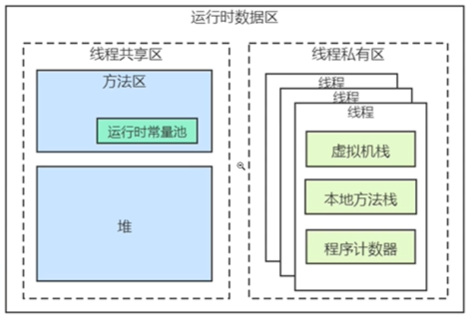 运行时数据区
线程共享区
方法区
运行时常量池
堆
线程私有区
线程
线程
线程
虚拟机栈
本地方法栈
程序计数器